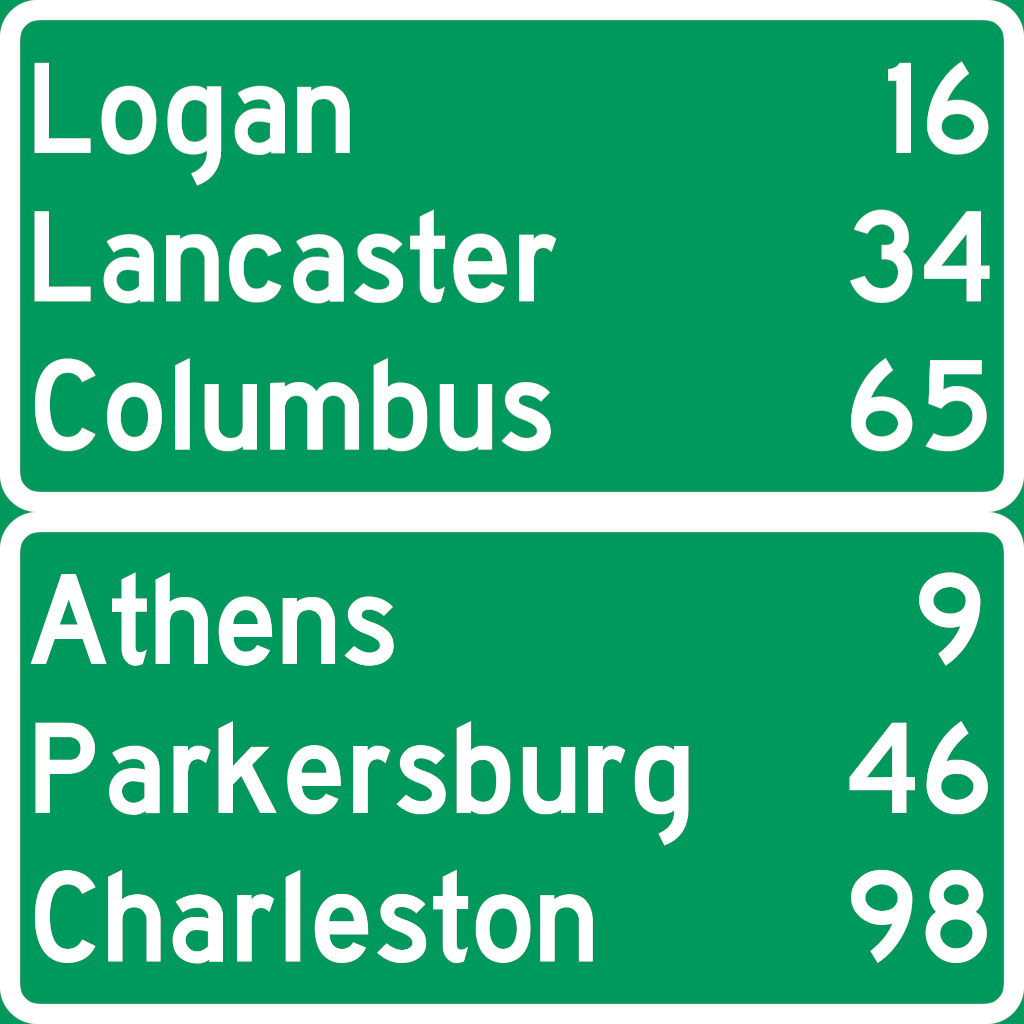 Logan 16
Lancaster 34
Columbus 65
Athens 9
Parkersburg 46
Charleston 98